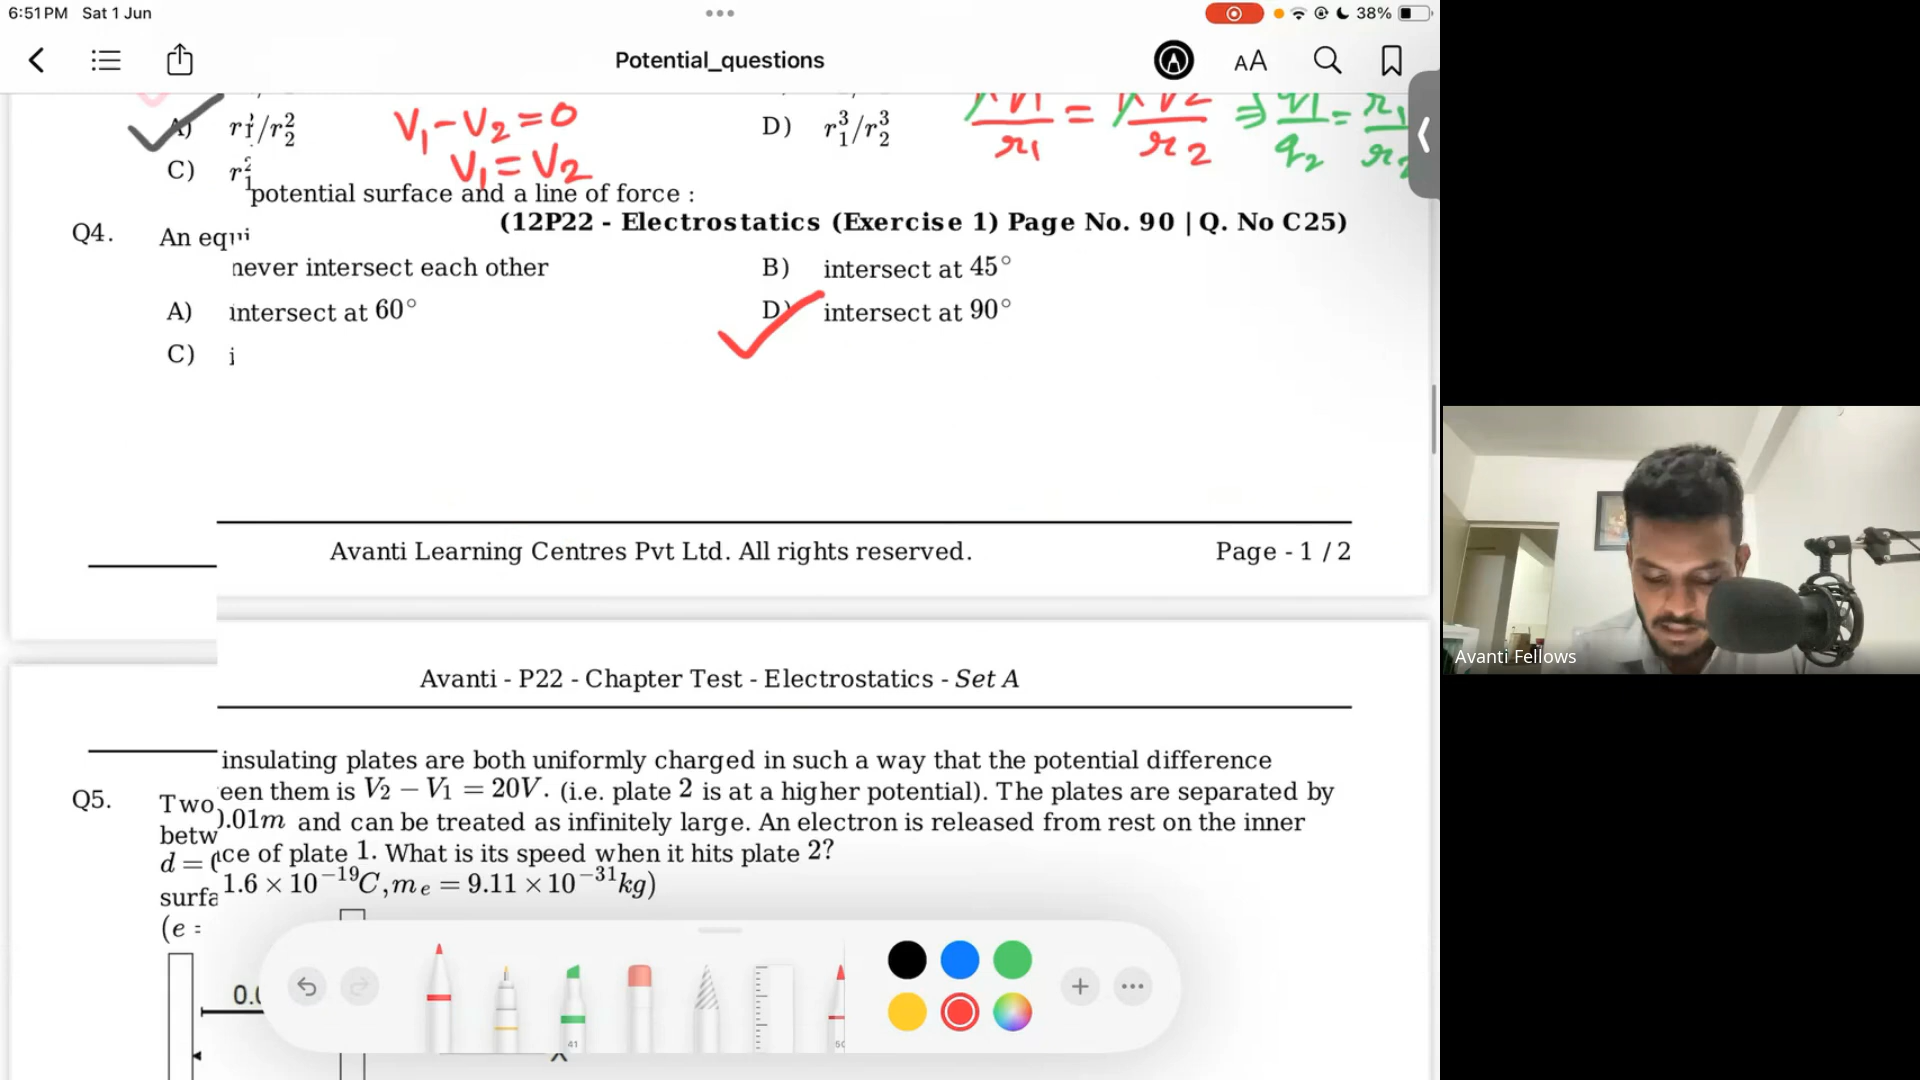 6:51 PM Sat 1 Jun
38%
Potential_questions
AA
A) r₁²/r₂²
V₁-V₂=0
D) r₁³/r₂³
V₁=V₂
C)
potential surface and a line of force :
(12P22 - Electrostatics (Exercise 1) Page No. 90 | Q. No C25)
Q4. An equi
never intersect each other
B) intersect at 45°
A) intersect at 60°
D) intersect at 90°
C) i
Avanti Learning Centres Pvt Ltd. All rights reserved.
Page - 1 / 2
Avanti - P22 - Chapter Test - Electrostatics - Set A
insulating plates are both uniformly charged in such a way that the potential difference
een them is V₂ − V₁ = 20V. (i.e. plate 2 is at a higher potential). The plates are separated by
Q5. Two
0.01m and can be treated as infinitely large. An electron is released from rest on the inner
betw
ce of plate 1. What is its speed when it hits plate 2?
d = (
1.6 × 10⁻¹⁹C, mₑ = 9.11 × 10⁻³¹kg)
surfa
(e =
0.0
41
50
Avanti Fellows